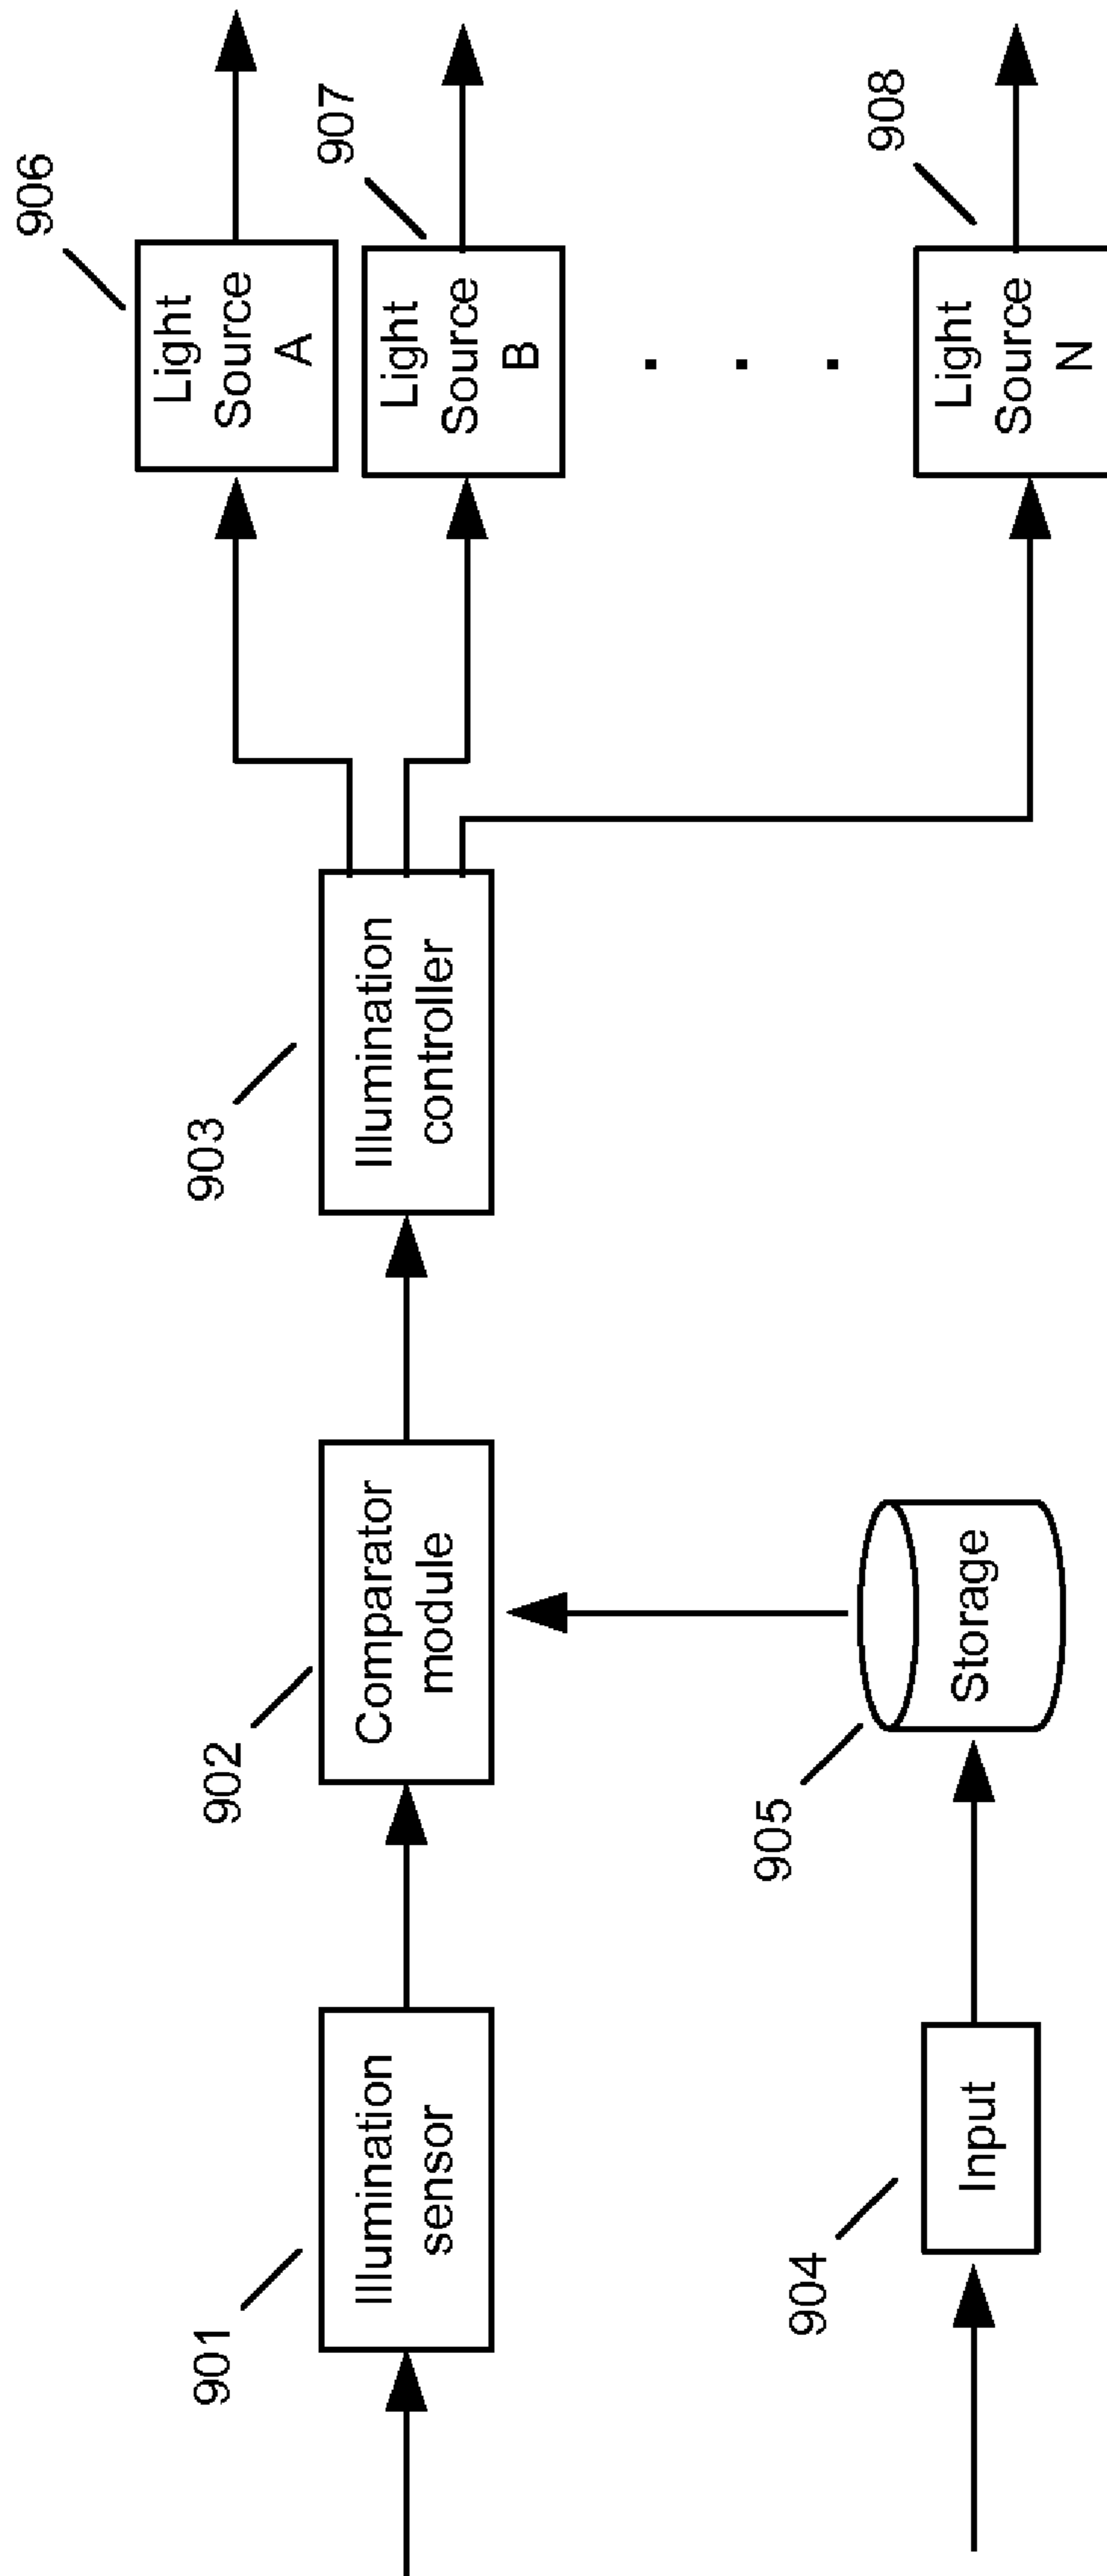 901
Illumination
sensor
902
Comparator
module
903
Illumination
controller
904
Input
905
Storage
906
Light
Source
A
907
Light
Source
B
. . .
908
Light
Source
N